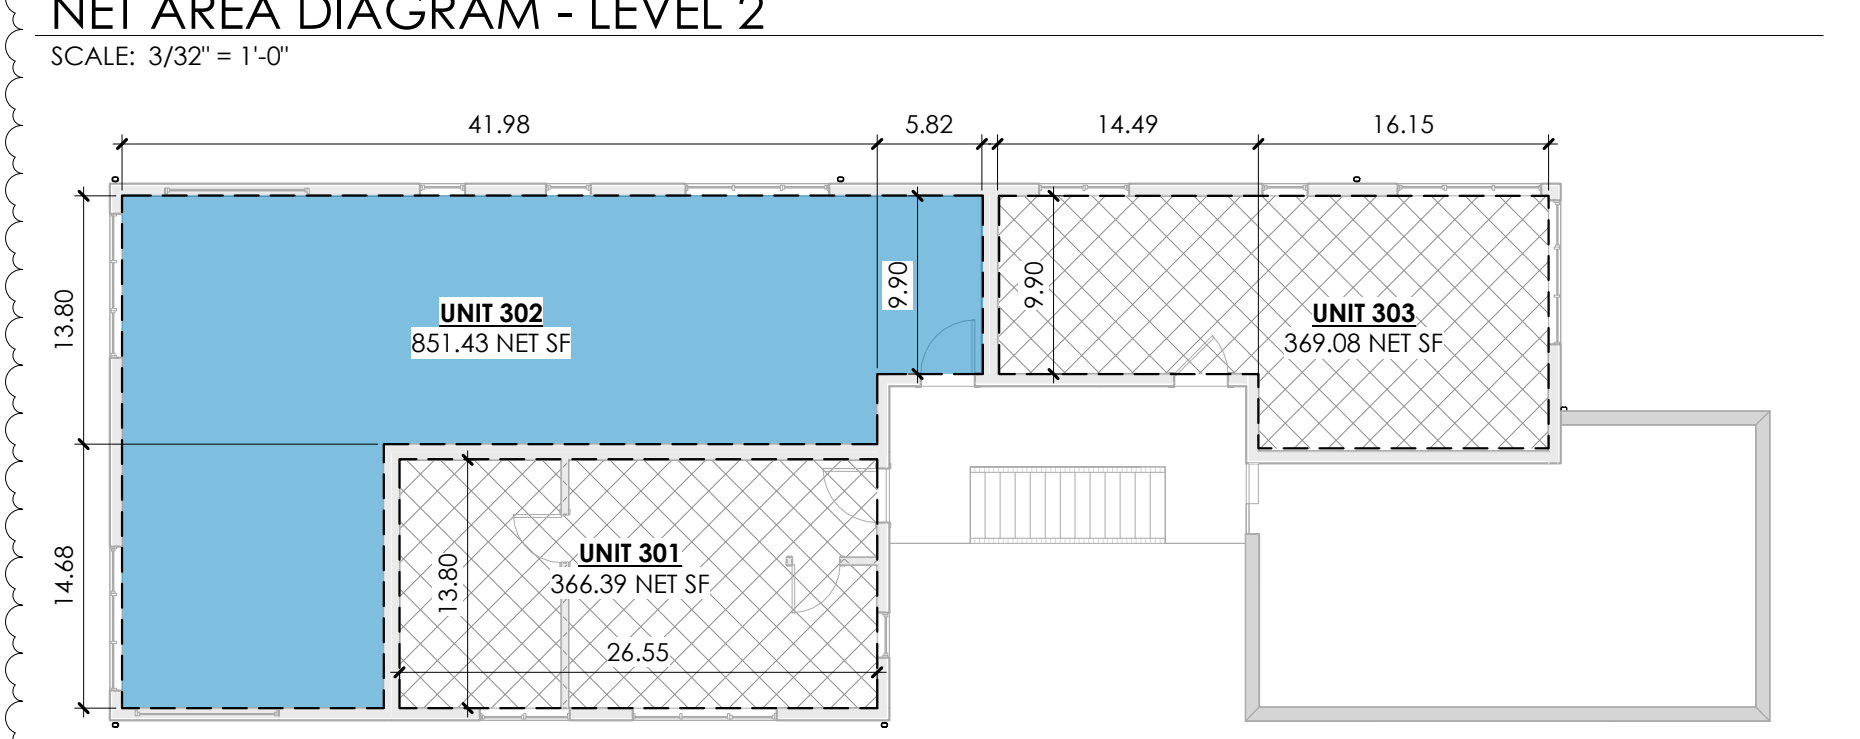 NET AREA DIAGRAM - LEVEL 2
SCALE: 3/32" = 1'-0"
41.98
5.82
14.49
16.15
13.80
9.90
9.90
UNIT 302
851.43 NET SF
UNIT 303
369.08 NET SF
14.68
13.80
UNIT 301
366.39 NET SF
26.55